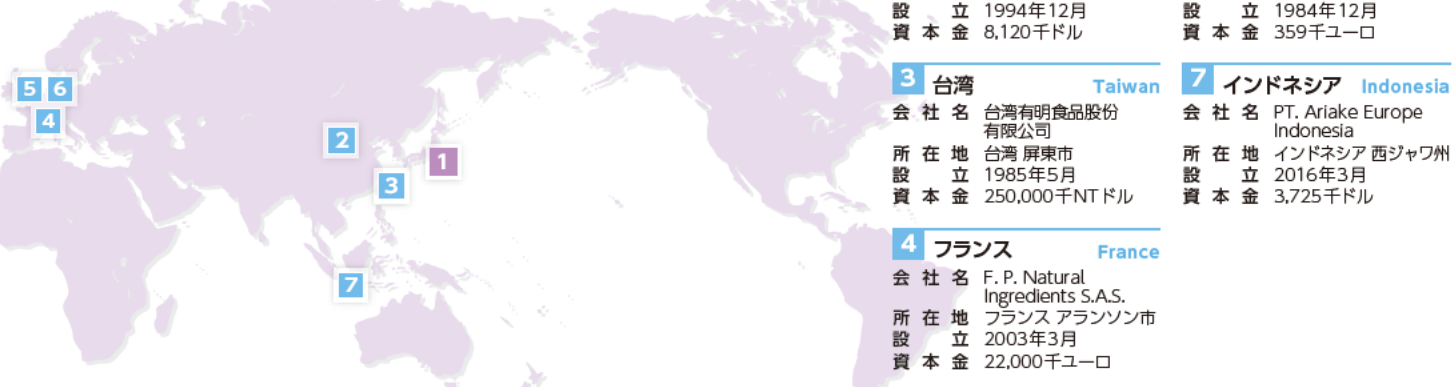 5 6
4
2
1
3
7
設立 1994年12月
資本金 8,120千ドル
3 台湾 Taiwan
会社名 台湾有明食品股份
有限公司
所在地 台湾 屏東市
設立 1985年5月
資本金 250,000千NTドル
4 フランス France
会社名 F. P. Natural
Ingredients S.A.S.
所在地 フランス アランソン市
設立 2003年3月
資本金 22,000千ユーロ
設立 1984年12月
資本金 359千ユーロ
7 インドネシア Indonesia
会社名 PT. Ariake Europe
Indonesia
所在地 インドネシア 西ジャワ州
設立 2016年3月
資本金 3,725千ドル